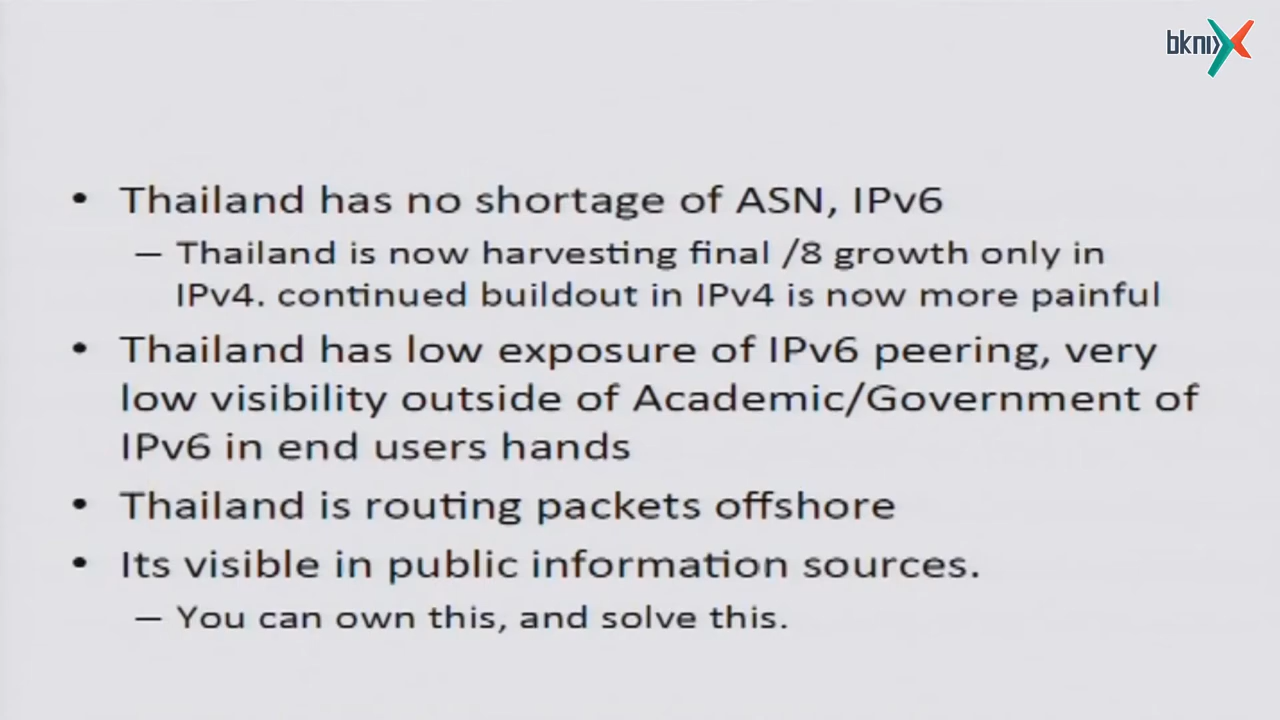 bknix
• Thailand has no shortage of ASN, IPv6
– Thailand is now harvesting final /8 growth only in
IPv4. continued buildout in IPv4 is now more painful
• Thailand has low exposure of IPv6 peering, very
low visibility outside of Academic/Government of
IPv6 in end users hands
• Thailand is routing packets offshore
• Its visible in public information sources.
– You can own this, and solve this.